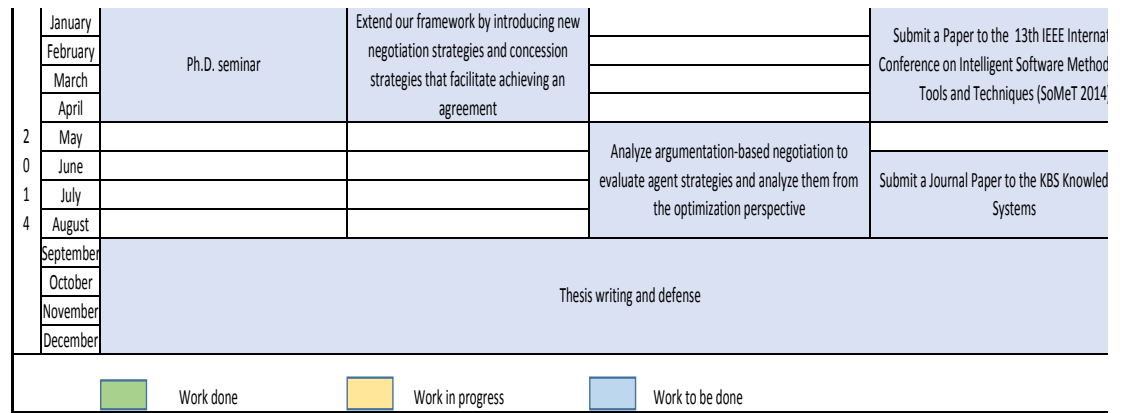 January
February
March
April
Ph.D. seminar
Extend our framework by introducing new
negotiation strategies and concession
strategies that facilitate achieving an
agreement
Submit a Paper to the 13th IEEE Internat
Conference on Intelligent Software Method
Tools and Techniques (SoMeT 2014)
2
0
1
4
May
June
July
August
Analyze argumentation-based negotiation to
evaluate agent strategies and analyze them from
the optimization perspective
Submit a Journal Paper to the KBS Knowled
Systems
September
October
November
December
Thesis writing and defense
Work done
Work in progress
Work to be done